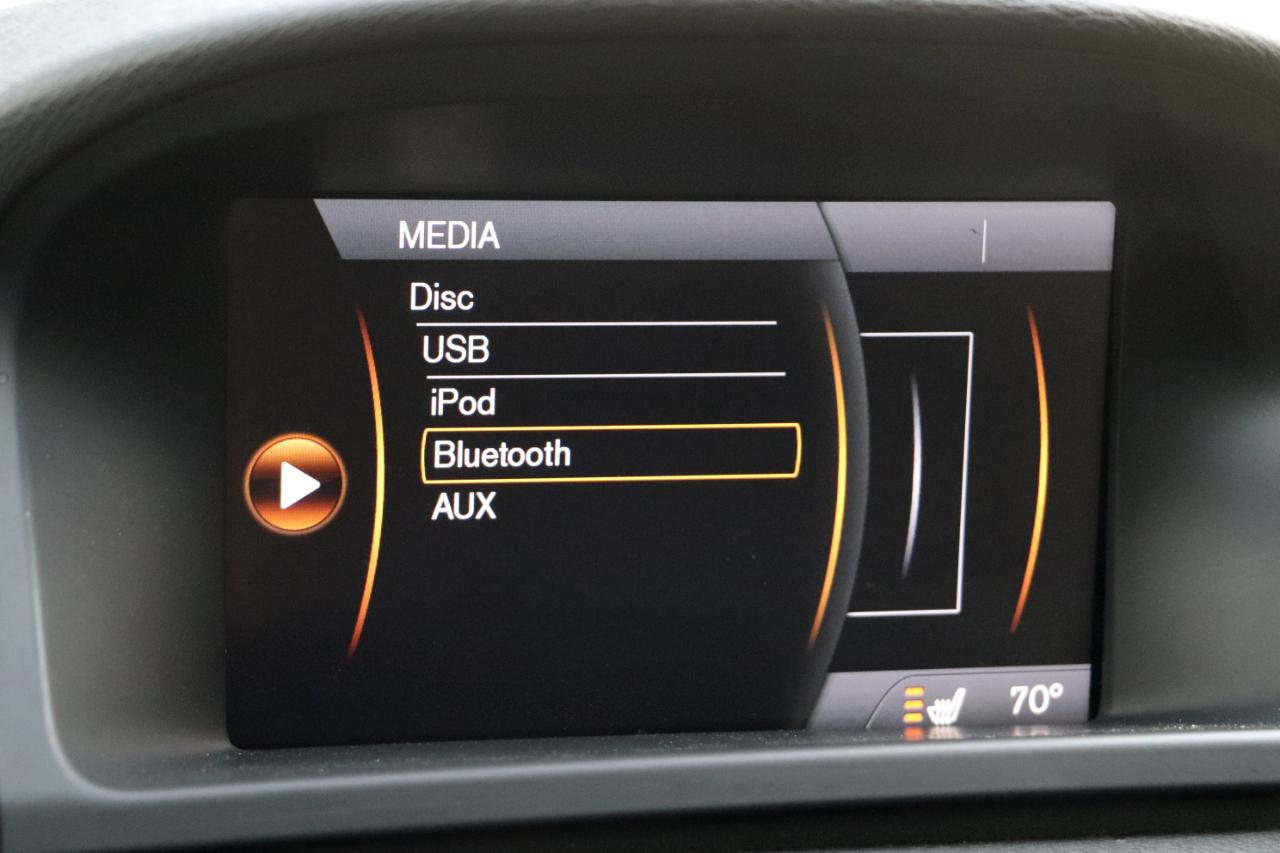 MEDIA
Disc
USB
iPod
Bluetooth
AUX
70°